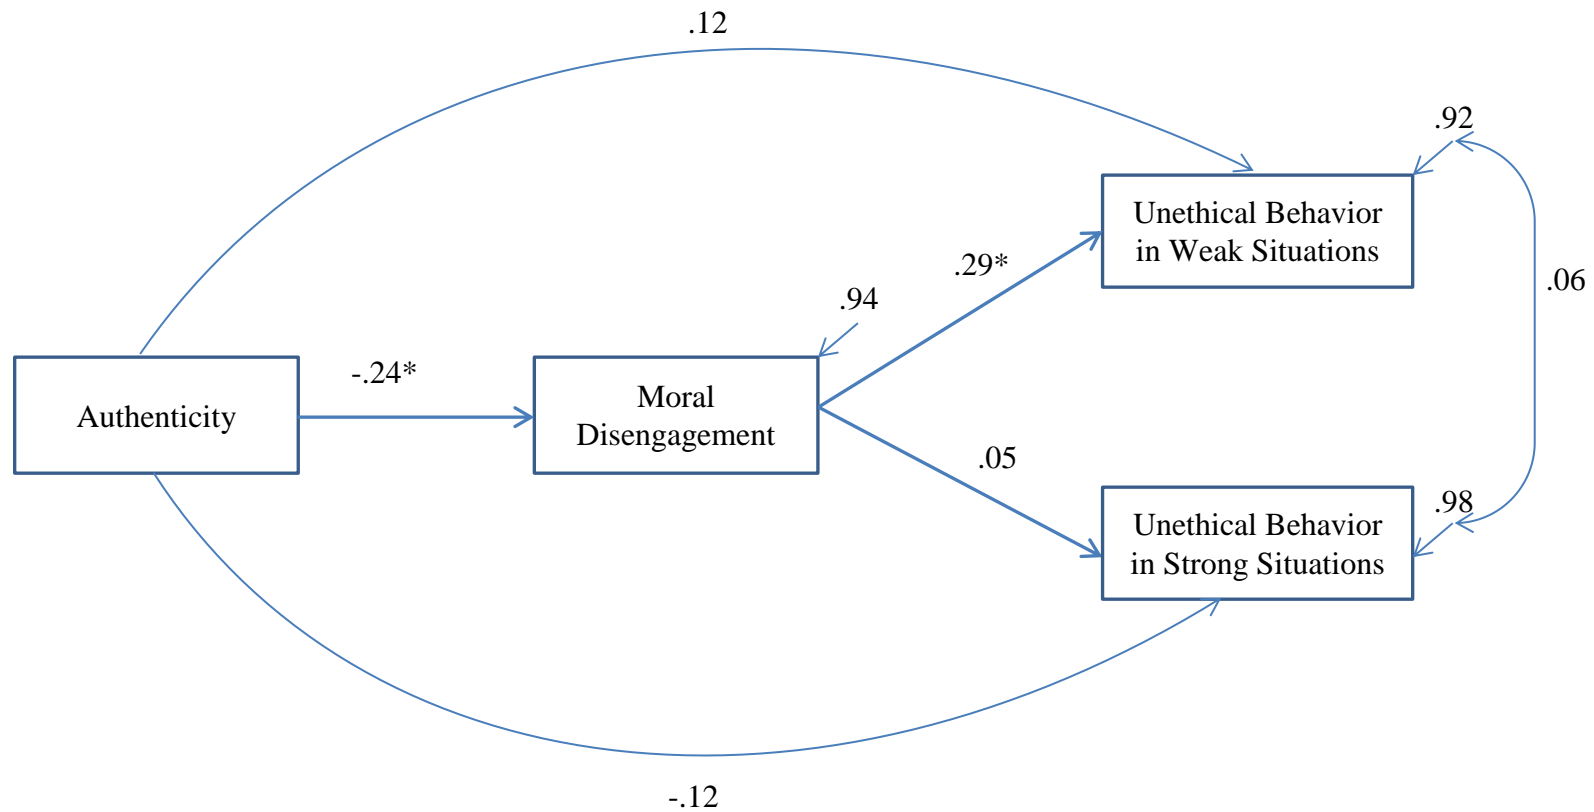 .12
.92
Unethical Behavior
in Weak Situations
.29*
.06
.94
-.24*
Authenticity
Moral
Disengagement
.05
.98
Unethical Behavior
in Strong Situations
-.12